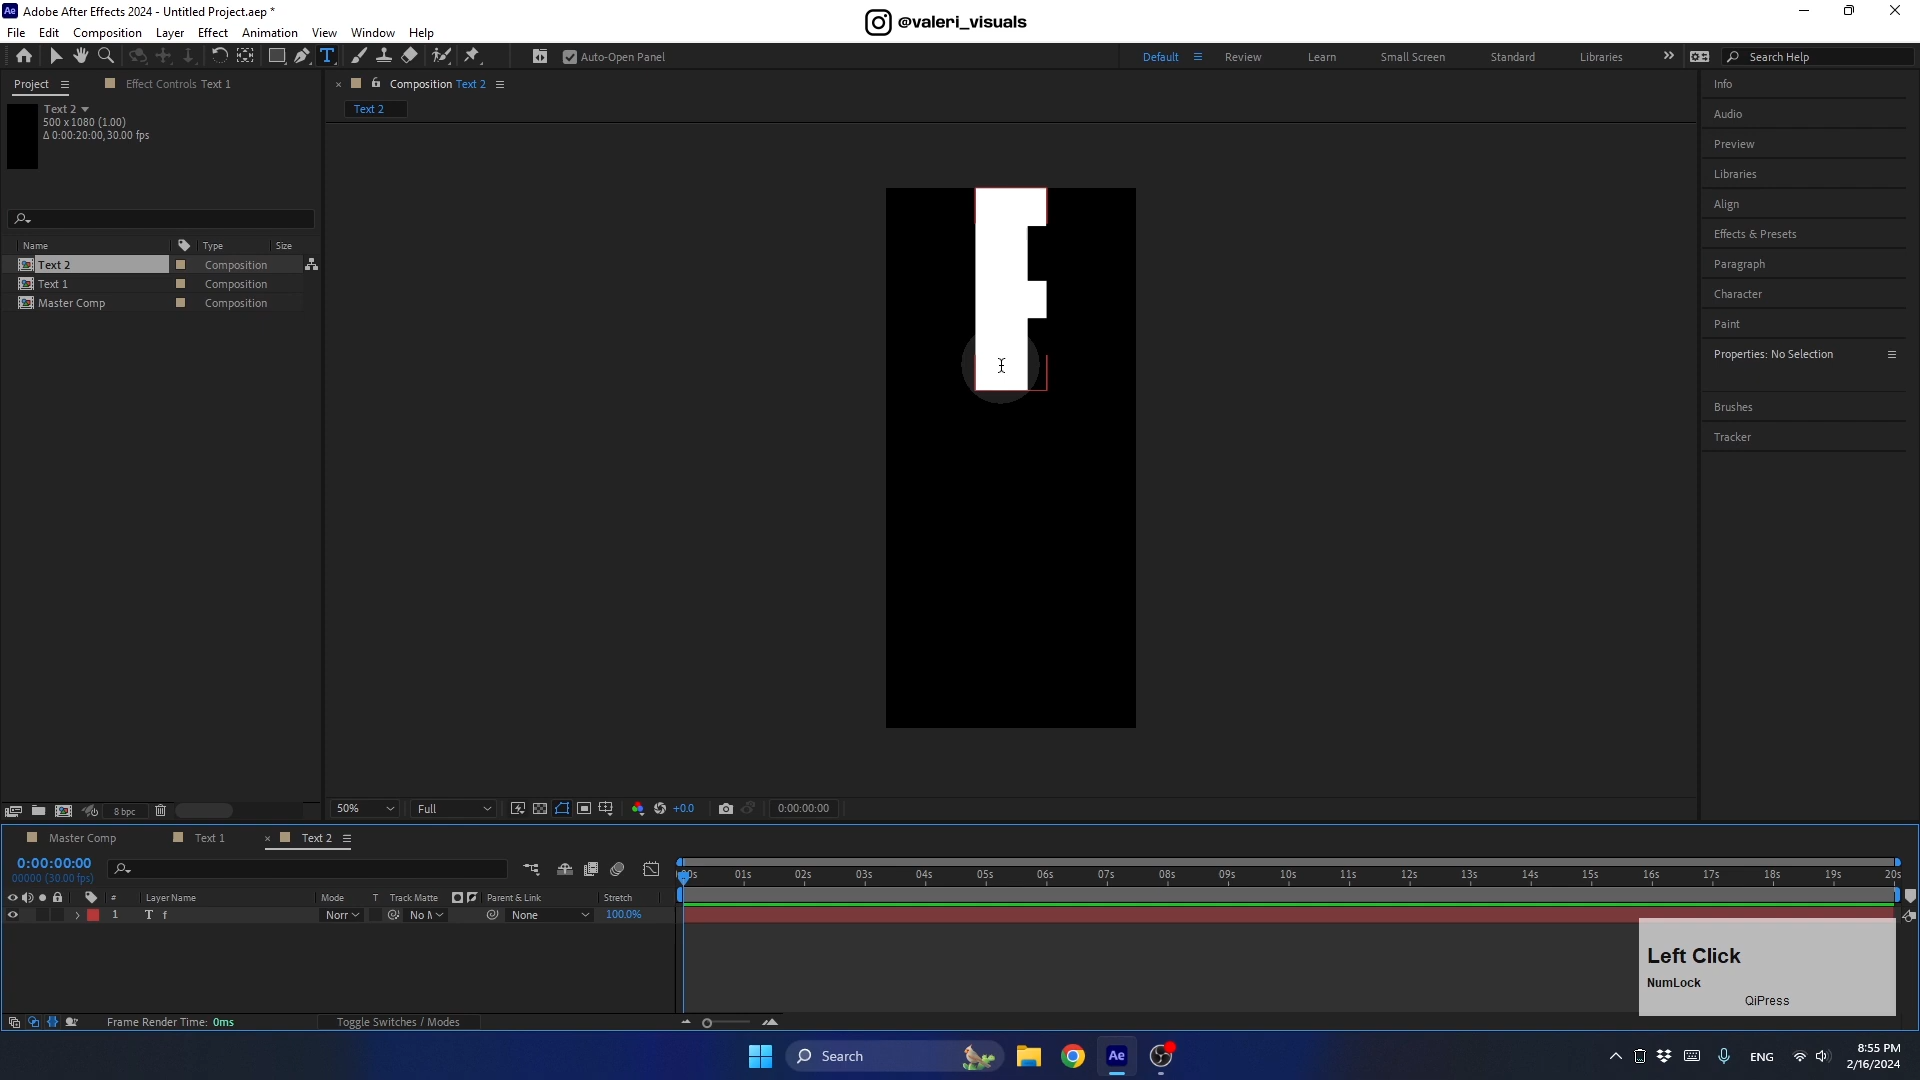 Adobe After Effects 2024 - Untitled Project.aep *
@valeri_visuals
File Edit Composition Layer Effect Animation View Window Help
Auto-Open Panel
Default Review Learn Small Screen Standard Libraries
Search Help
Project
Effect Controls Text 1
Composition Text 2
Text 2
Text 2
500 x 1080 (1.00)
Δ 0:00:20:00, 30.00 fps
Name Type Size
Text 2 Composition
Text 1 Composition
Master Comp Composition
F
Info
Audio
Preview
Libraries
Align
Effects & Presets
Paragraph
Character
Paint
Properties: No Selection
Brushes
Tracker
8 bpc
50% Full +0.0 0:00:00:00
Master Comp Text 1 Text 2
0:00:00:00
00000 (30.00 fps)
:00s 01s 02s 03s 04s 05s 06s 07s 08s 09s 10s 11s 12s 13s 14s 15s 16s 17s 18s 19s 20s
# Layer Name Mode T Track Matte Parent & Link Stretch
1 T f Norr No M None 100.0%
Left Click
NumLock
QiPress
Frame Render Time: 0ms
Toggle Switches / Modes
Search
Ae
ENG
8:55 PM
2/16/2024